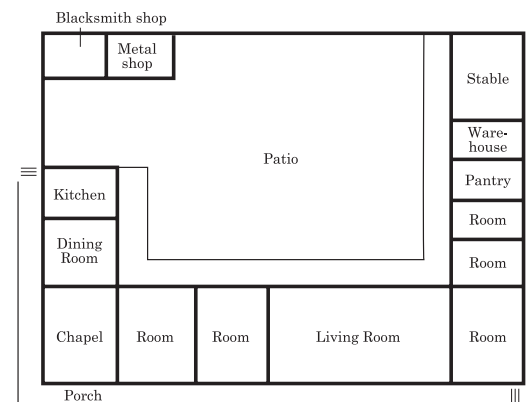 Blacksmith shop
Metal
shop
Stable
Ware-
house
Patio
Pantry
Kitchen
Room
Dining
Room
Room
Chapel
Room
Room
Living Room
Room
Porch